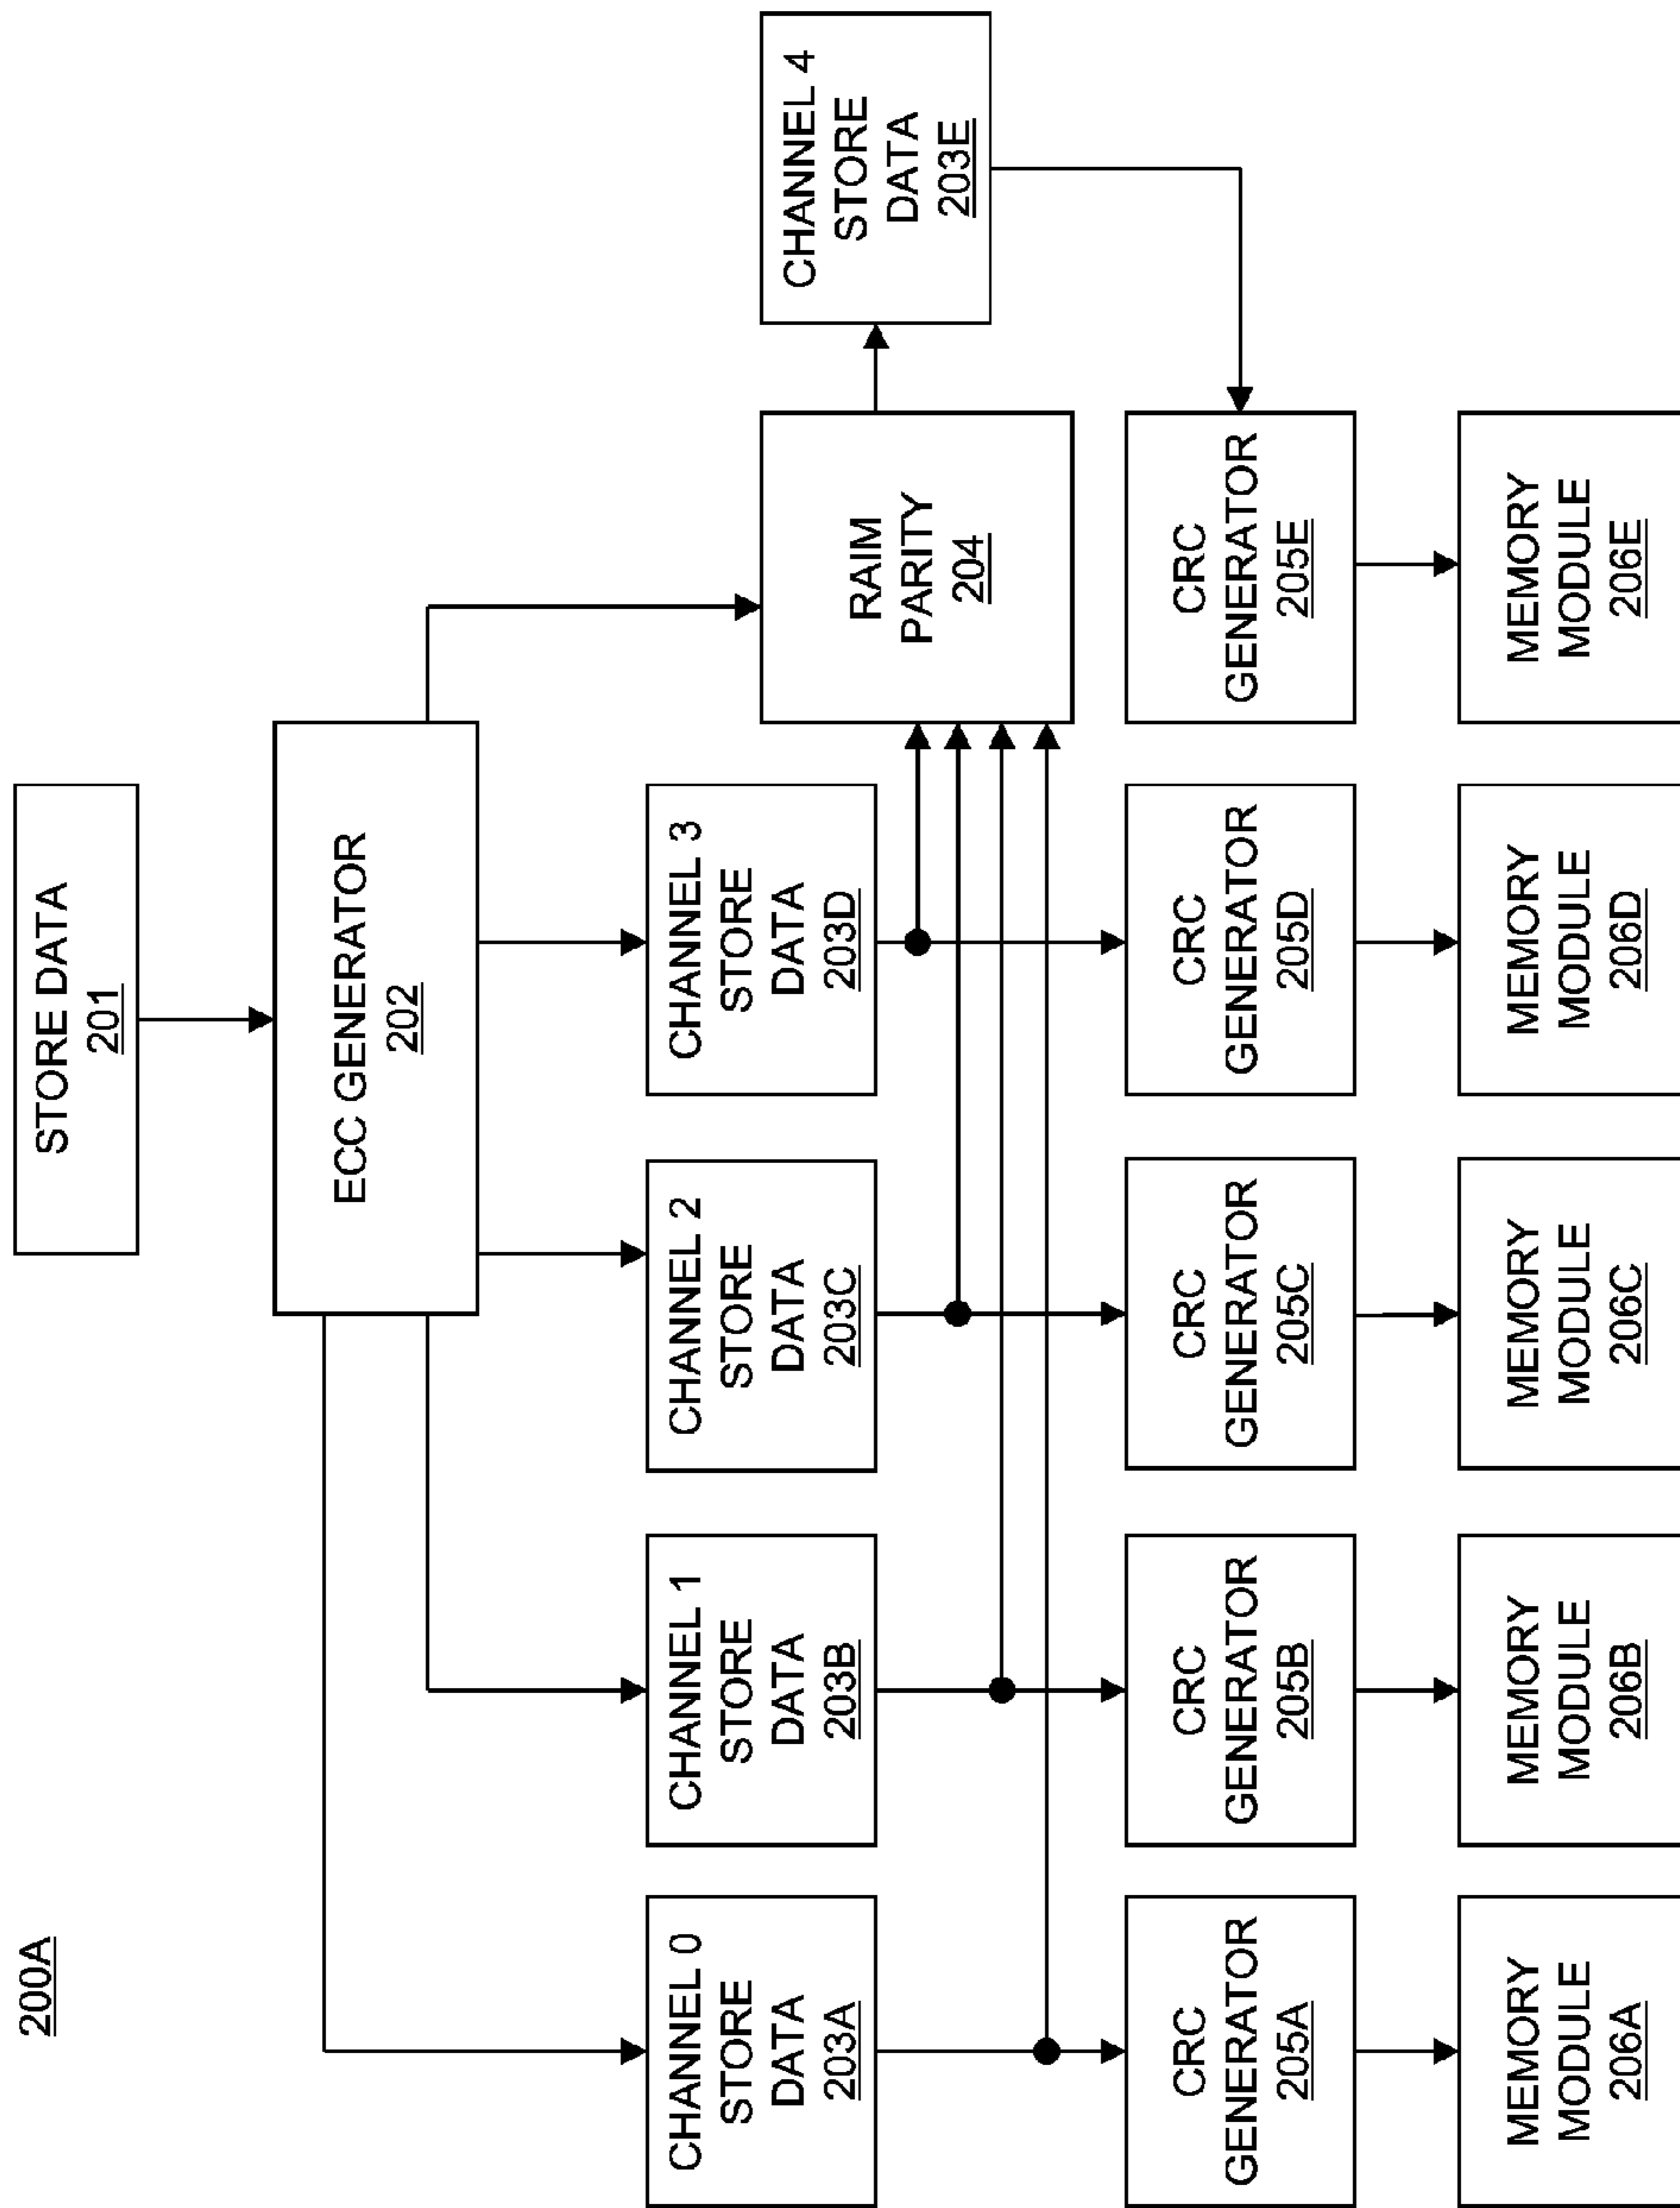 200A
STORE DATA
201
ECC GENERATOR
202
CHANNEL 0
STORE
DATA
203A
CHANNEL 1
STORE
DATA
203B
CHANNEL 2
STORE
DATA
203C
CHANNEL 3
STORE
DATA
203D
RAIM
PARITY
204
CHANNEL 4
STORE
DATA
203E
CRC
GENERATOR
205A
CRC
GENERATOR
205B
CRC
GENERATOR
205C
CRC
GENERATOR
205D
CRC
GENERATOR
205E
MEMORY
MODULE
206A
MEMORY
MODULE
206B
MEMORY
MODULE
206C
MEMORY
MODULE
206D
MEMORY
MODULE
206E